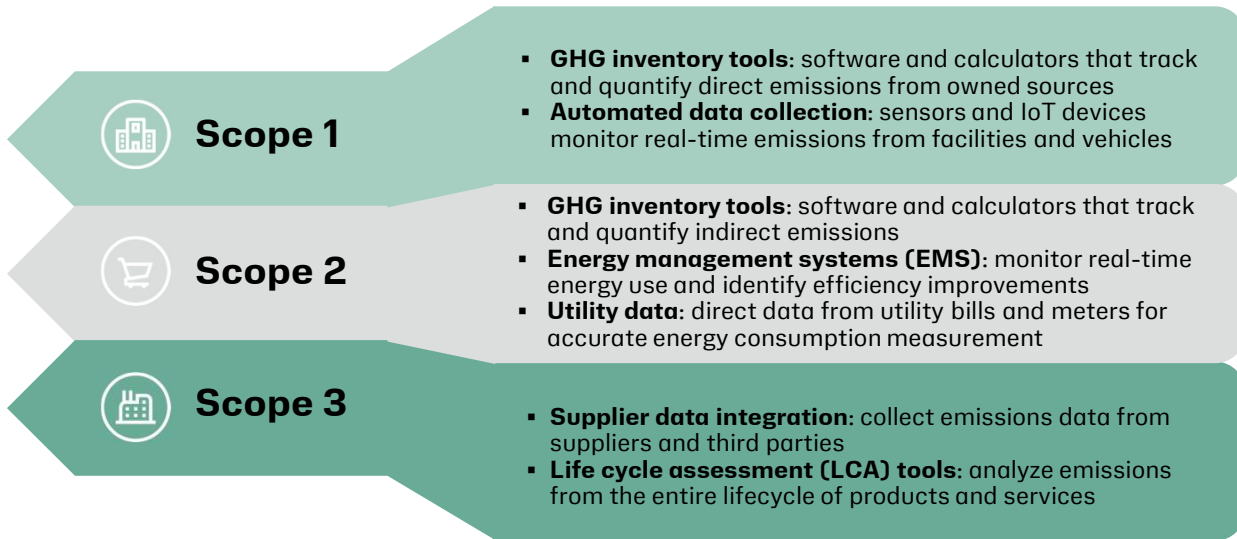 Scope 1
▪ GHG inventory tools: software and calculators that track
and quantify direct emissions from owned sources
▪ Automated data collection: sensors and IoT devices
monitor real-time emissions from facilities and vehicles
Scope 2
▪ GHG inventory tools: software and calculators that track
and quantify indirect emissions
▪ Energy management systems (EMS): monitor real-time
energy use and identify efficiency improvements
▪ Utility data: direct data from utility bills and meters for
accurate energy consumption measurement
Scope 3
▪ Supplier data integration: collect emissions data from
suppliers and third parties
▪ Life cycle assessment (LCA) tools: analyze emissions
from the entire lifecycle of products and services